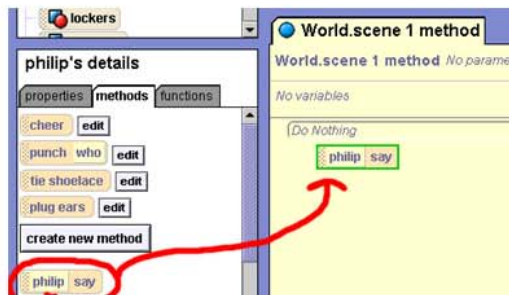 lockers
philip's details
properties methods functions
cheer edit
punch who edit
tie shoelace edit
plug ears edit
create new method
philip say
World.scene 1 method
World.scene 1 method No parame
No variables
(Do Nothing
philip say